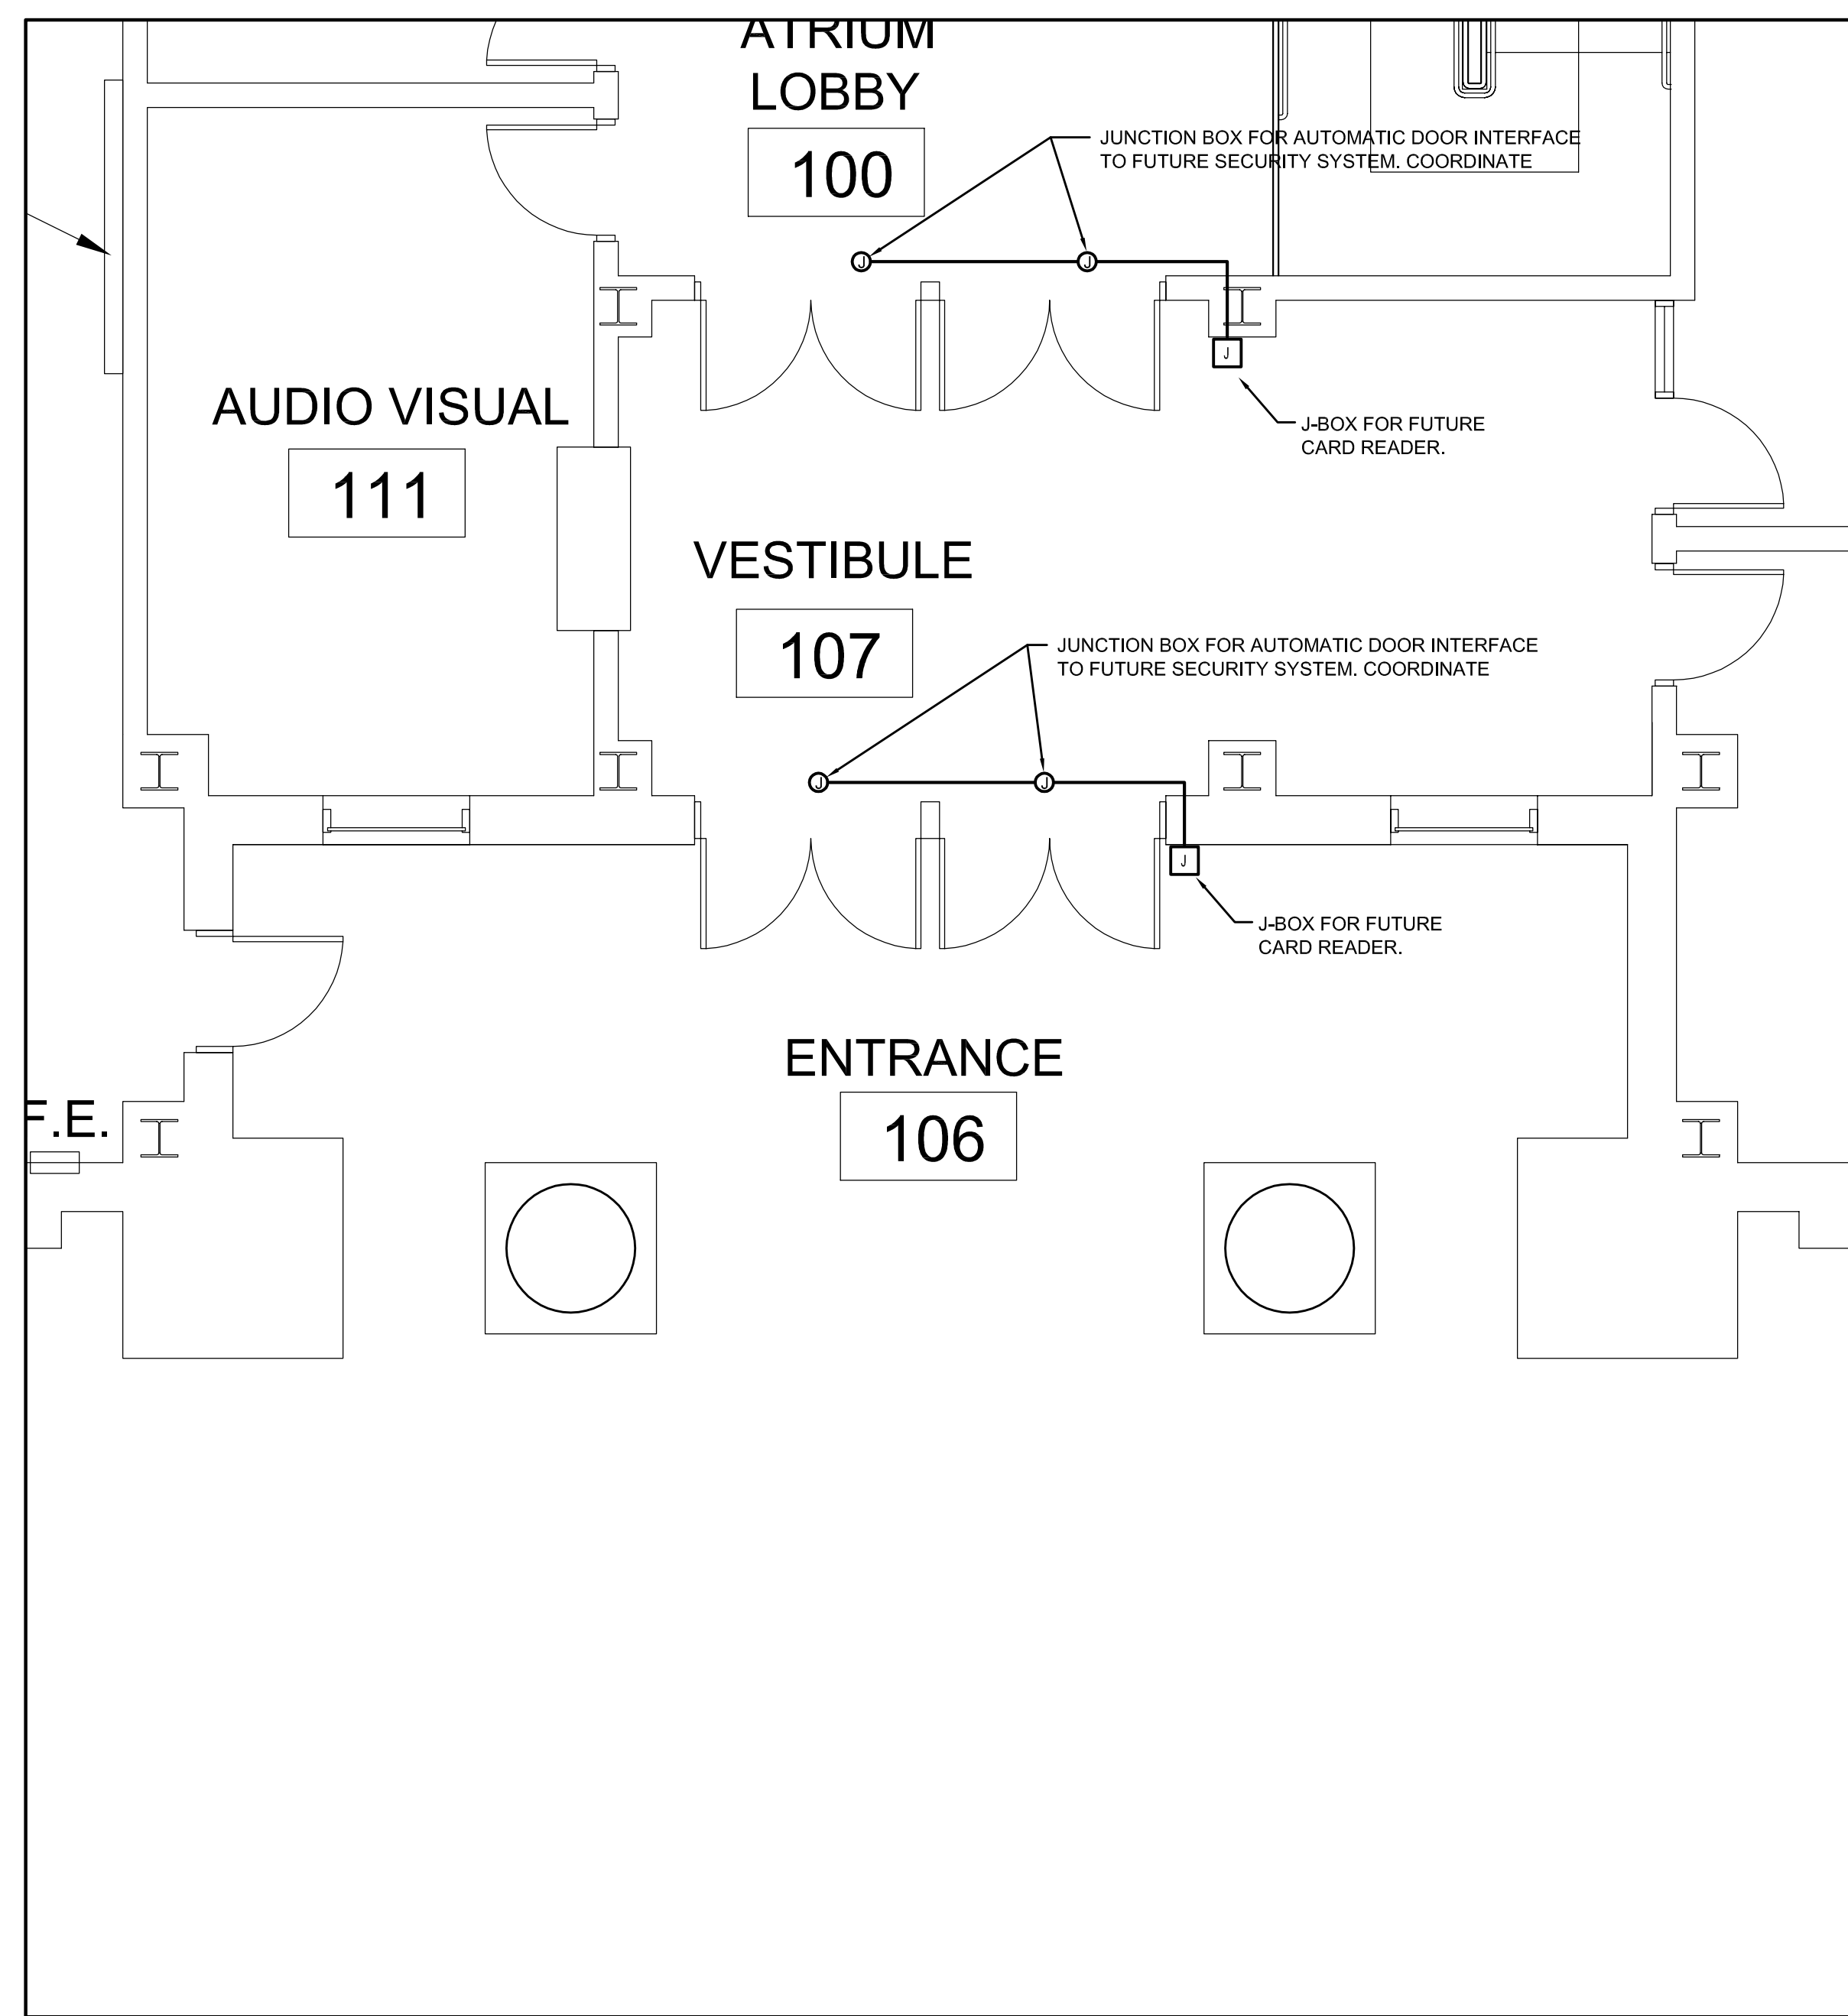 ATRIUM
LOBBY
100
JUNCTION BOX FOR AUTOMATIC DOOR INTERFACE
TO FUTURE SECURITY SYSTEM. COORDINATE
J
J
J
J-BOX FOR FUTURE
CARD READER.
AUDIO VISUAL
111
VESTIBULE
107
JUNCTION BOX FOR AUTOMATIC DOOR INTERFACE
TO FUTURE SECURITY SYSTEM. COORDINATE
J
J
J
J-BOX FOR FUTURE
CARD READER.
ENTRANCE
106
F.E.